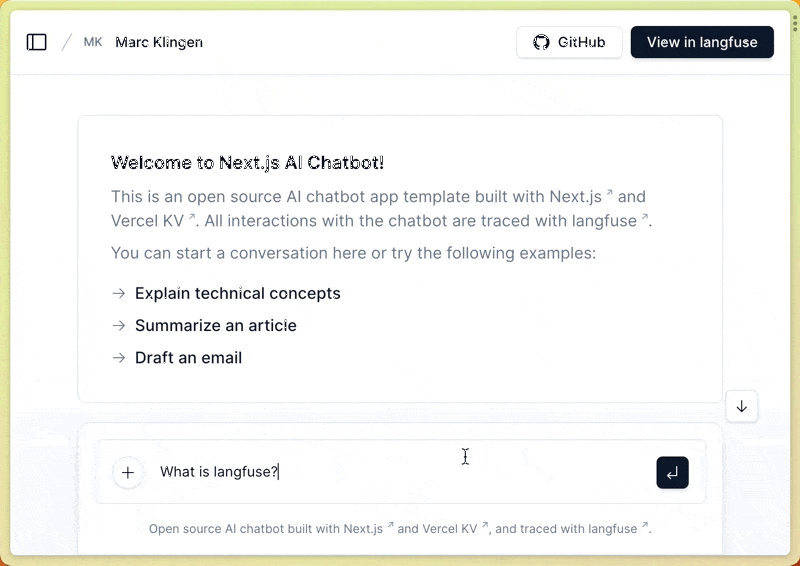 MK Marc Klingen GitHub View in langfuse
Welcome to Next.js AI Chatbot!
This is an open source AI chatbot app template built with Next.js ↗ and
Vercel KV ↗. All interactions with the chatbot are traced with langfuse ↗.
You can start a conversation here or try the following examples:
→ Explain technical concepts
→ Summarize an article
→ Draft an email
What is langfuse?
Open source AI chatbot built with Next.js ↗ and Vercel KV ↗, and traced with langfuse ↗.